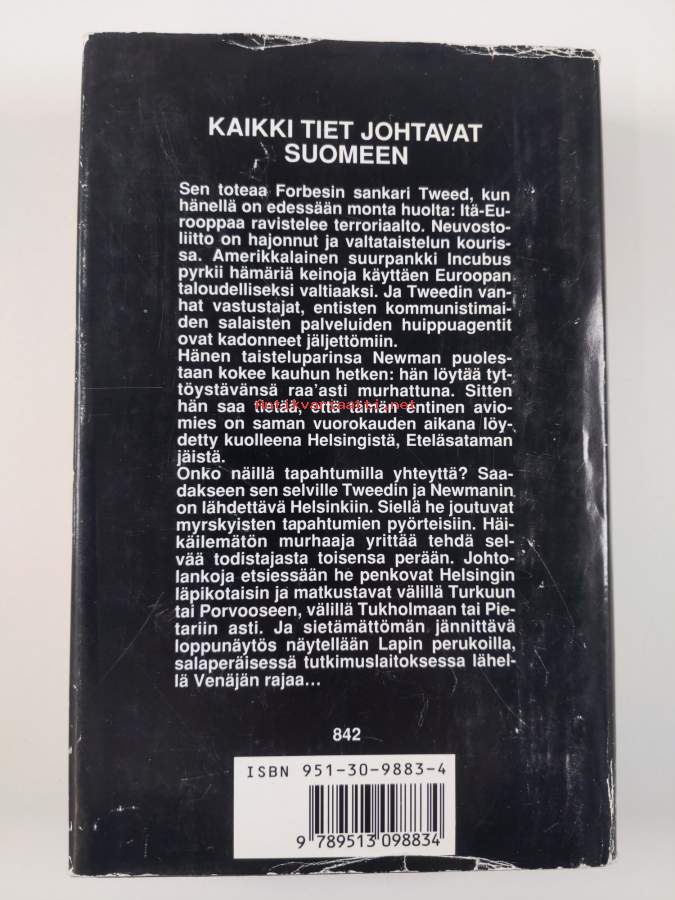 KAIKKI TIET JOHTAVAT
SUOMEEN
Sen toteaa Forbesin sankari Tweed, kun
hänellä on edessään monta huolta: Itä-Eu-
rooppaa ravistelee terroriaalto. Neuvosto-
liitto on hajonnut ja valtataistelun kouris-
sa. Amerikkalainen suurpankki Incubus
pyrkii hämäriä keinoja käyttäen Euroopan
taloudelliseksi valtiaaksi. Ja Tweedin van-
hat vastustajat, entisten kommunistimai-
den salaisten palveluiden huippuagentit
ovat kadonneet jäljettömiin.
Hänen taisteluparinsa Newman puoles-
taan kokee kauhun hetken: hän löytää tyt-
töystävänsä raa'asti murhattuna. Sitten
hän saa tietää, että tämän entinen avio-
mies on saman vuorokauden aikana löy-
detty kuolleena Helsingistä, Eteläsataman
jäistä.
Onko näillä tapahtumilla yhteyttä? Saa-
dakseen sen selville Tweedin ja Newmanin
on lähdettävä Helsinkiin. Siellä he joutuvat
myrskyisten tapahtumien pyörteisiin. Häi-
käilemätön murhaaja yrittää tehdä sel-
vää todistajasta toisensa perään. Johto-
lankoja etsiessään he penkovat Helsingin
läpikotaisin ja matkustavat välillä Turkuun
tai Porvooseen, välillä Tukholmaan tai Pie-
tariin asti. Ja sietämättömän jännittävä
loppunäytös näytellään Lapin perukoilla,
salaperäisessä tutkimuslaitoksessa lähel-
lä Venäjän rajaa...
antikvariaatti.net
842
ISBN 951-30-9883-4
9 789513 098834